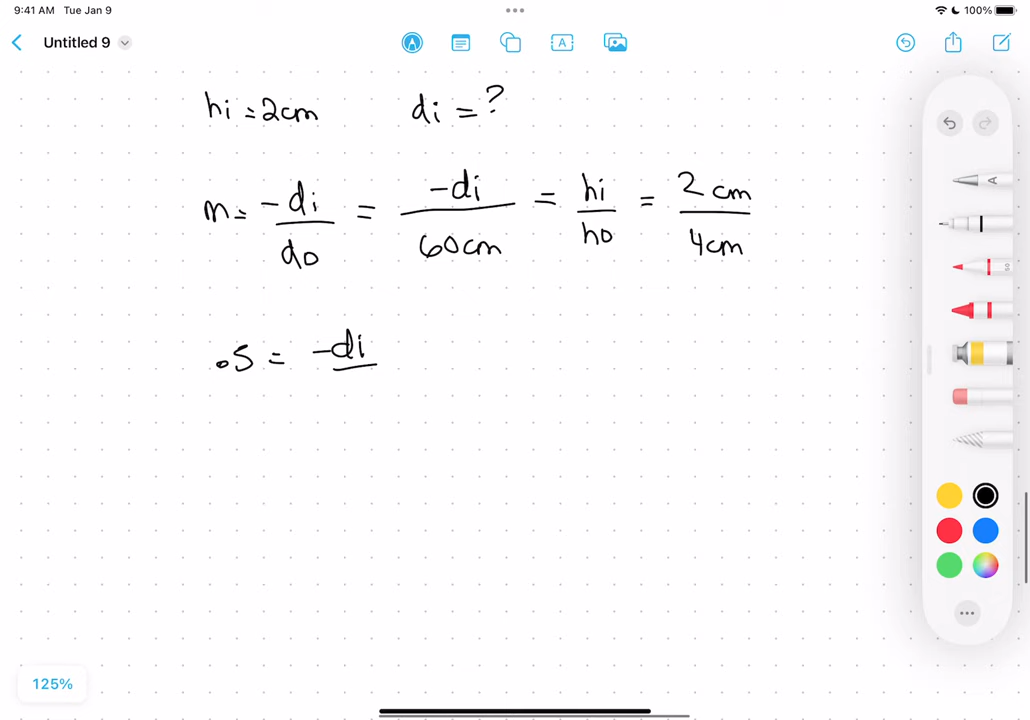 9:41 AM Tue Jan 9
100%
Untitled 9
hi = 2cm di = ?
m = -di/do = -di/60cm = hi/ho = 2 cm/4cm
.5 = -di
125%